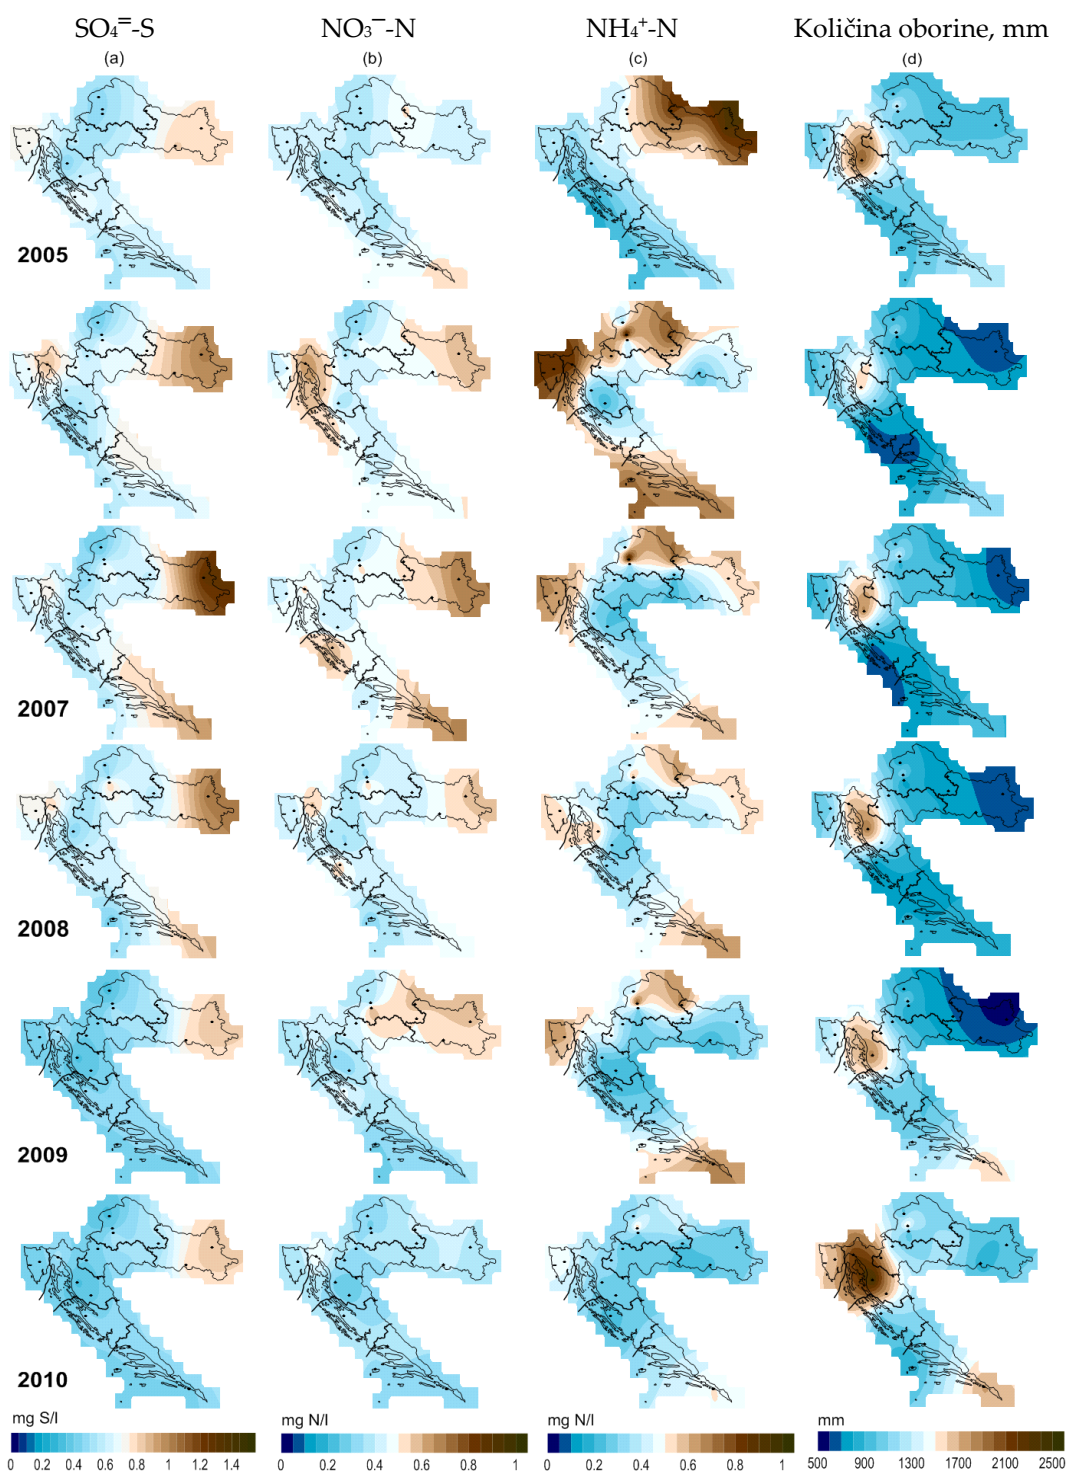 SO₄⁼-S NO₃⁻-N NH₄⁺-N Količina oborine, mm
(a) (b) (c) (d)
2005
2007
2008
2009
2010
mg S/l mg N/l mg N/l mm
0 0.2 0.4 0.6 0.8 1 1.2 1.4 0 0.2 0.4 0.6 0.8 1 0 0.2 0.4 0.6 0.8 1 500 900 1300 1700 2100 2500